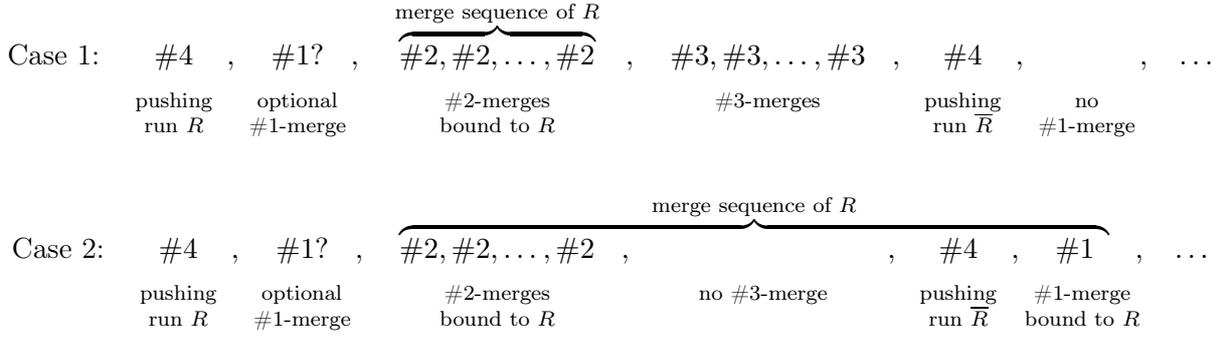 merge sequence of R
Case 1: #4 , #1? , #2, #2, . . . , #2 , #3, #3, . . . , #3 , #4 , , . . .
pushing optional #2-merges #3-merges pushing no
run R #1-merge bound to R run R̅ #1-merge
merge sequence of R
Case 2: #4 , #1? , #2, #2, . . . , #2 , , #4 , #1 , . . .
pushing optional #2-merges no #3-merge pushing #1-merge
run R #1-merge bound to R run R̅ bound to R